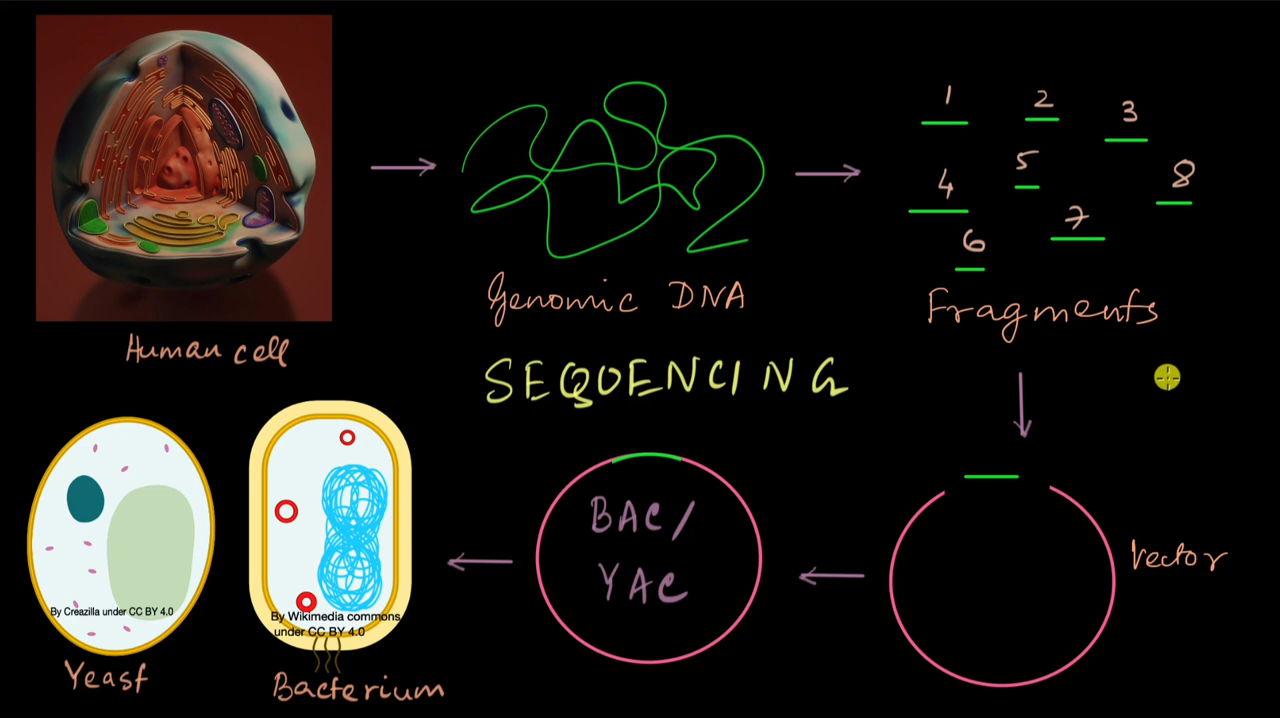 1
2
3
4
5
8
7
6
Human cell
Genomic DNA
Fragments
SEQUENCING
BAC/
YAC
Vector
By Creazilla under CC BY 4.0
By Wikimedia commons
under CC BY 4.0
Yeast
Bacterium